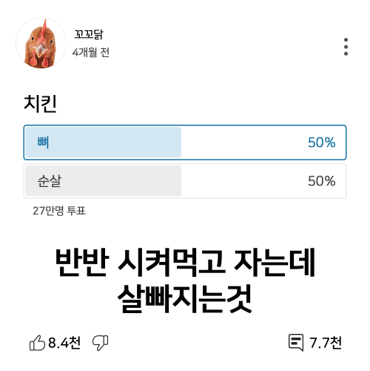 꼬꼬닭
4개월 전
치킨
뼈 50%
순살 50%
27만명 투표
반반 시켜먹고 자는데
살빠지는것
8.4천 7.7천